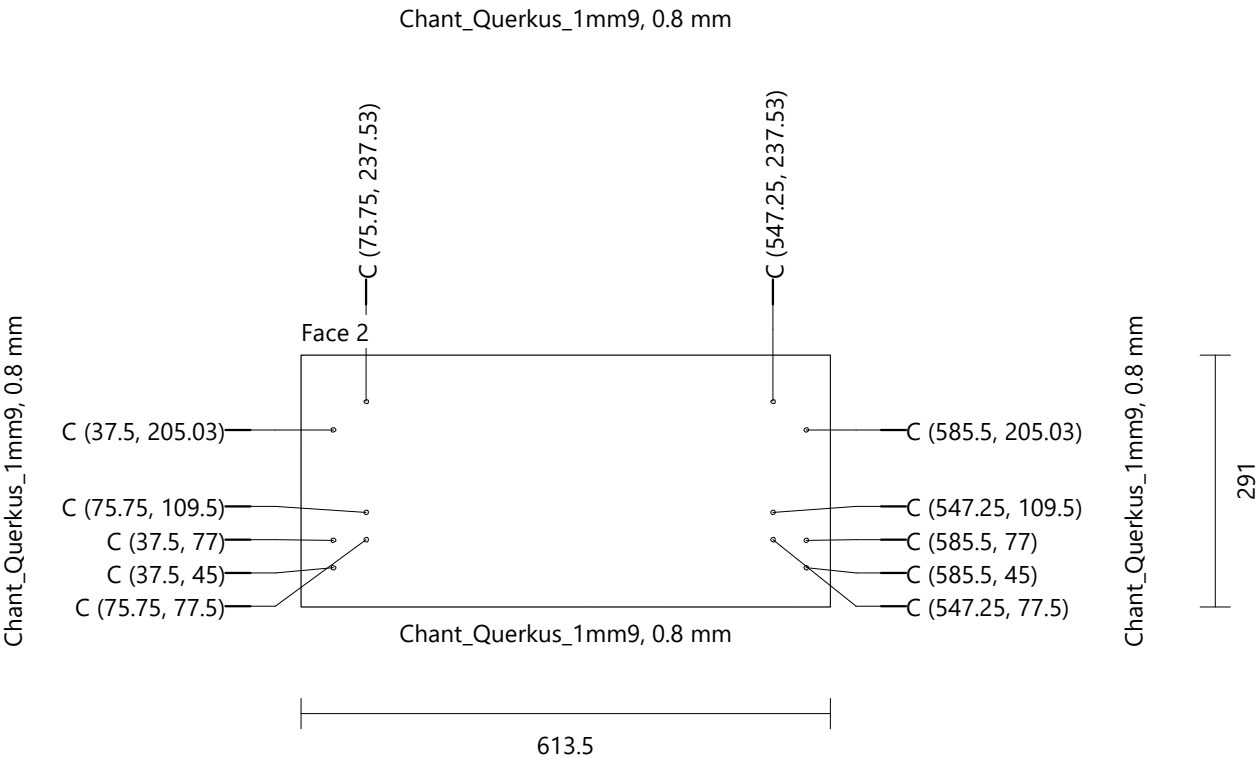 Chant_Querkus_1mm9, 0.8 mm
C (75.75, 237.53)
C (547.25, 237.53)
Face 2
Chant_Querkus_1mm9, 0.8 mm
C (37.5, 205.03)
C (75.75, 109.5)
C (37.5, 77)
C (37.5, 45)
C (75.75, 77.5)
C (585.5, 205.03)
C (547.25, 109.5)
C (585.5, 77)
C (585.5, 45)
C (547.25, 77.5)
Chant_Querkus_1mm9, 0.8 mm
291
Chant_Querkus_1mm9, 0.8 mm
613.5